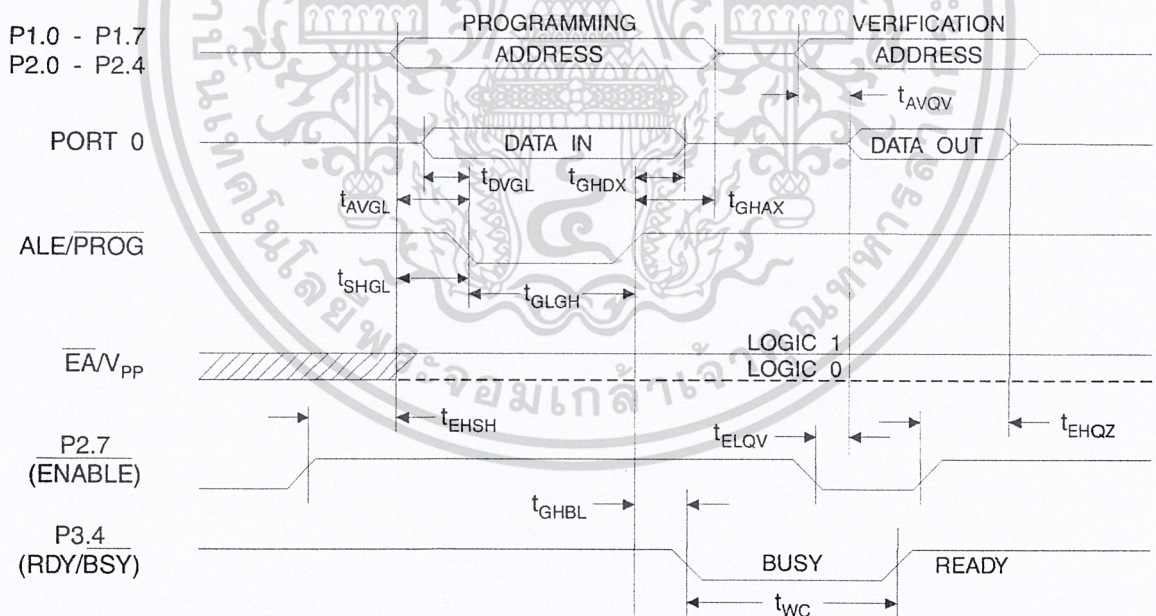 PROGRAMMING
VERIFICATION
P1.0 - P1.7
P2.0 - P2.4
ADDRESS
ADDRESS
tAVQV
PORT 0
DATA IN
DATA OUT
tDVGL
tGHDX
tAVGL
tGHAX
ALE/PROG
tSHGL
tGLGH
LOGIC 1
EA/VPP
LOGIC 0
tEHSH
tELQV
tEHQZ
P2.7
(ENABLE)
tGHBL
P3.4
(RDY/BSY)
BUSY
READY
tWC